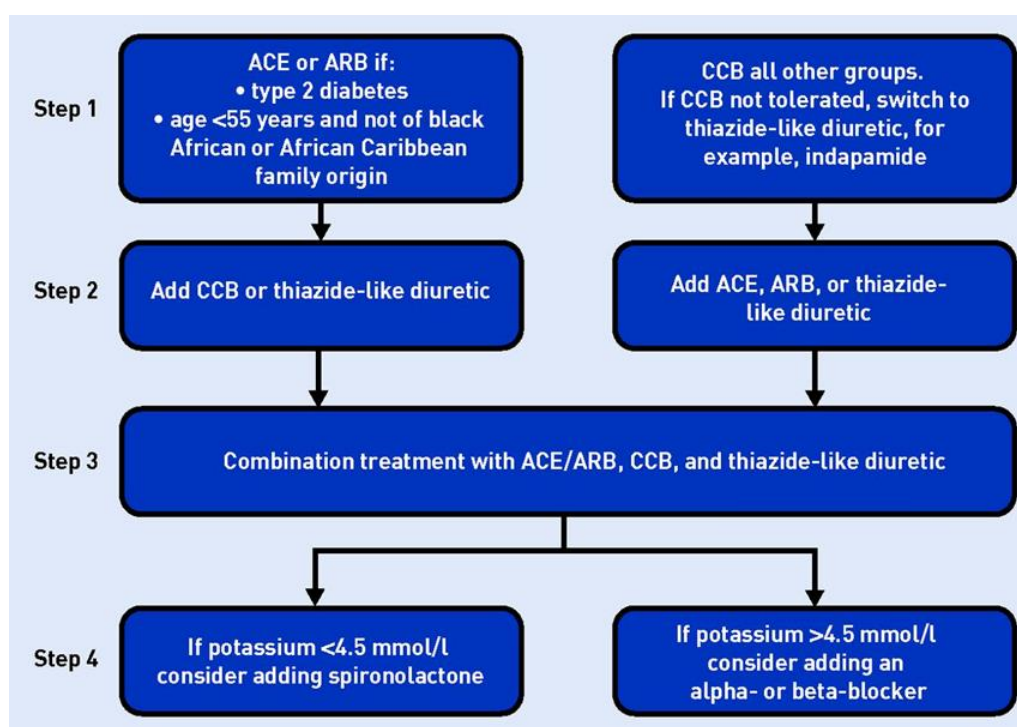 Step 1
ACE or ARB if:
• type 2 diabetes
• age <55 years and not of black
African or African Caribbean
family origin
CCB all other groups.
If CCB not tolerated, switch to
thiazide-like diuretic, for
example, indapamide
Step 2
Add CCB or thiazide-like diuretic
Add ACE, ARB, or thiazide-
like diuretic
Step 3
Combination treatment with ACE/ARB, CCB, and thiazide-like diuretic
Step 4
If potassium <4.5 mmol/l
consider adding spironolactone
If potassium >4.5 mmol/l
consider adding an
alpha- or beta-blocker